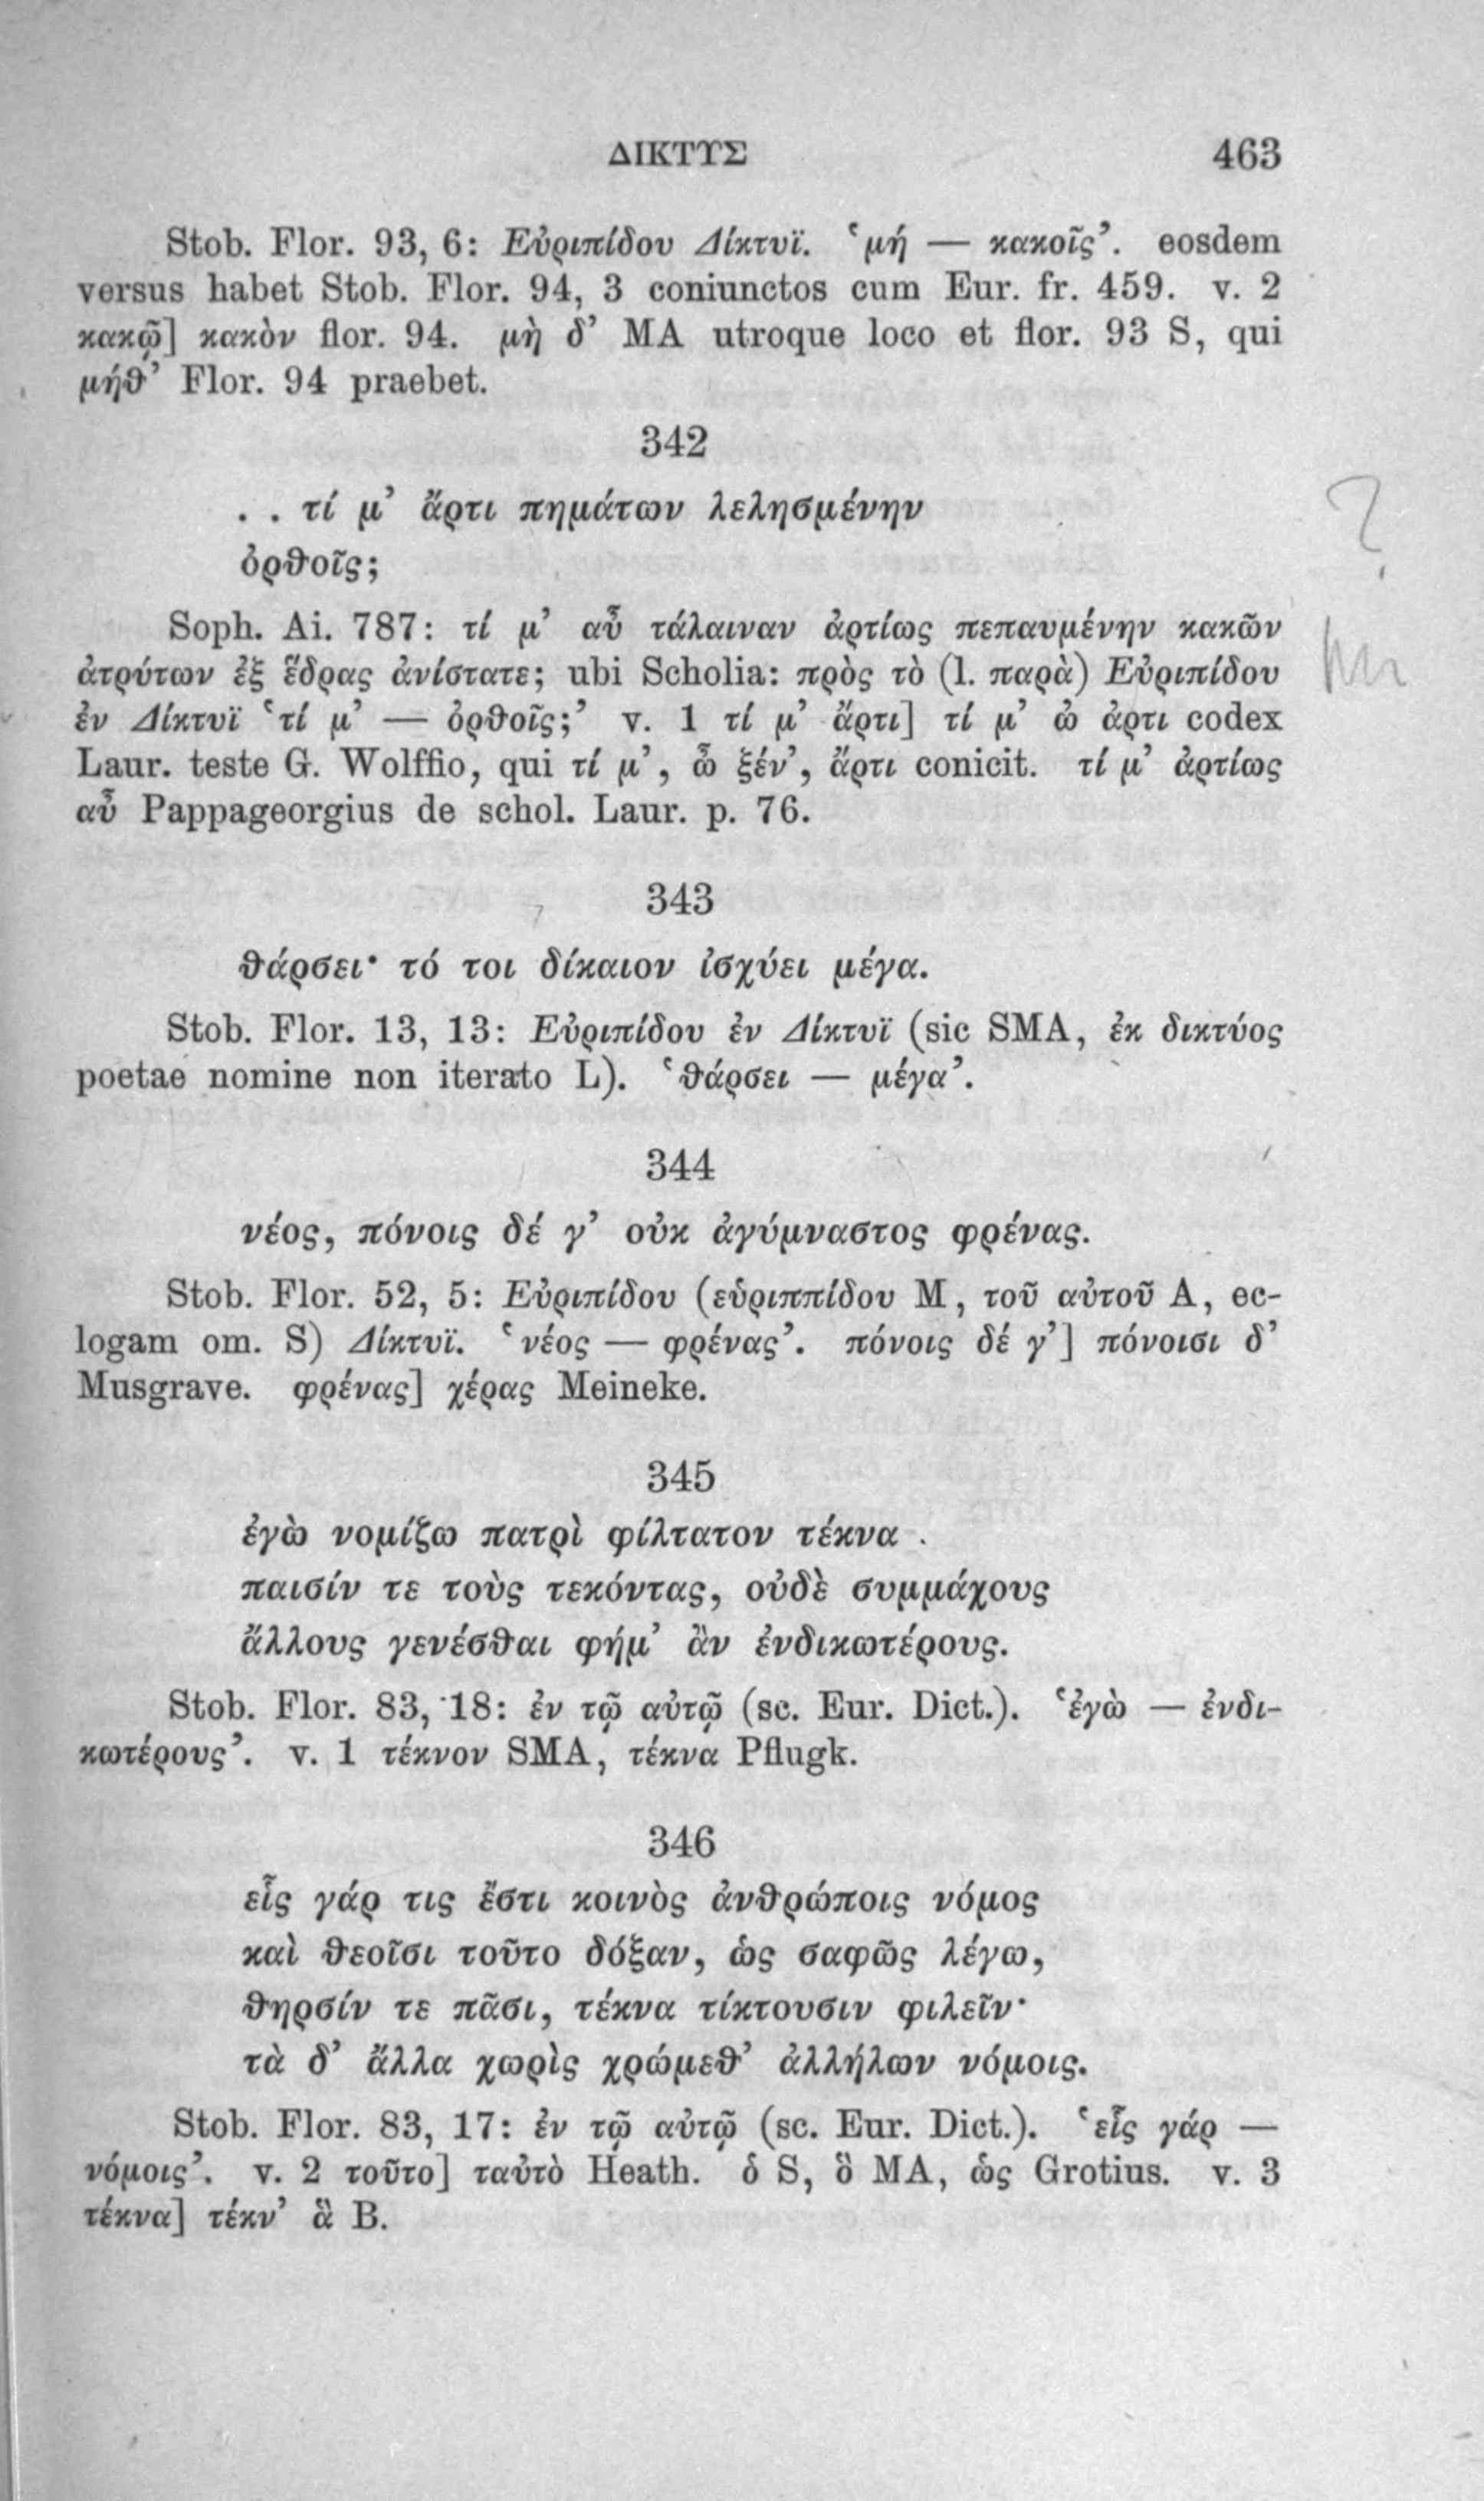 ΔΙΚΤΥΣ 463
Stob. Flor. 93, 6: Εὐριπίδου Δίκτυϊ. ‘μή — κακοῖς’. eosdem
versus habet Stob. Flor. 94, 3 coniunctos cum Eur. fr. 459. v. 2
κακῷ] κακὸν flor. 94. μὴ δ’ MA utroque loco et flor. 93 S, qui
μήθ’ Flor. 94 praebet.
342
. . τί μ’ ἄρτι πημάτων λελησμένην
ὀρθοῖς;
Soph. Ai. 787: τί μ’ αὖ τάλαιναν ἀρτίως πεπαυμένην κακῶν
ἀτρύτων ἐξ ἕδρας ἀνίστατε; ubi Scholia: πρὸς τὸ (l. παρὰ) Εὐριπίδου
ἐν Δίκτυϊ ‘τί μ’ — ὀρθοῖς;’ v. 1 τί μ’ ἄρτι] τί μ’ ὠ ἀρτι codex
Laur. teste G. Wolffio, qui τί μ’, ὦ ξέν’, ἄρτι conicit. τί μ’ ἀρτίως
αὖ Pappageorgius de schol. Laur. p. 76.
343
θάρσει· τό τοι δίκαιον ἰσχύει μέγα.
Stob. Flor. 13, 13: Εὐριπίδου ἐν Δίκτυϊ (sic SMA, ἐκ δικτύος
poetae nomine non iterato L). ‘θάρσει — μέγα’.
344
νέος, πόνοις δέ γ’ οὐκ ἀγύμναστος φρένας.
Stob. Flor. 52, 5: Εὐριπίδου (εὐριππίδου M, τοῦ αὐτοῦ A, ec-
logam om. S) Δίκτυϊ. ‘νέος — φρένας’. πόνοις δέ γ’] πόνοισι δ’
Musgrave. φρένας] χέρας Meineke.
345
ἐγὼ νομίζω πατρὶ φίλτατον τέκνα
παισίν τε τοὺς τεκόντας, οὐδὲ συμμάχους
ἄλλους γενέσθαι φήμ’ ἂν ἐνδικωτέρους.
Stob. Flor. 83, 18: ἐν τῷ αὐτῷ (sc. Eur. Dict.). ‘ἐγὼ — ἐνδι-
κωτέρους’. v. 1 τέκνον SMA, τέκνα Pflugk.
346
εἷς γάρ τις ἔστι κοινὸς ἀνθρώποις νόμος
καὶ θεοῖσι τοῦτο δόξαν, ὡς σαφῶς λέγω,
θηρσίν τε πᾶσι, τέκνα τίκτουσιν φιλεῖν·
τὰ δ’ ἄλλα χωρὶς χρώμεθ’ ἀλλήλων νόμοις.
Stob. Flor. 83, 17: ἐν τῷ αὐτῷ (sc. Eur. Dict.). ‘εἷς γάρ —
νόμοις’. v. 2 τοῦτο] ταὐτὸ Heath. ὁ S, ὃ MA, ὡς Grotius. v. 3
τέκνα] τέκν’ ἃ B.